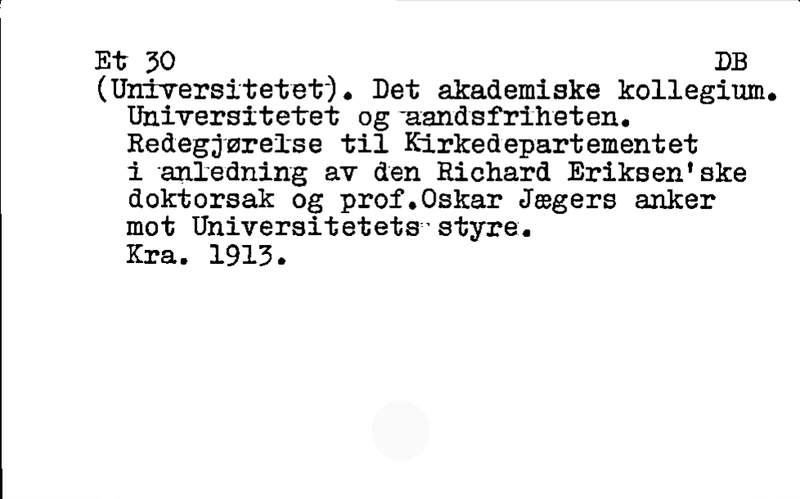 Et 30 DB
(Universitetet). Det akademiske kollegium.
Universitetet og aandsfriheten.
Redegjørelse til Kirkedepartementet
i anledning av den Richard Eriksen'ske
doktorsak og prof.Oskar Jægers anker
mot Universitetets styre.
Kra. 1913.